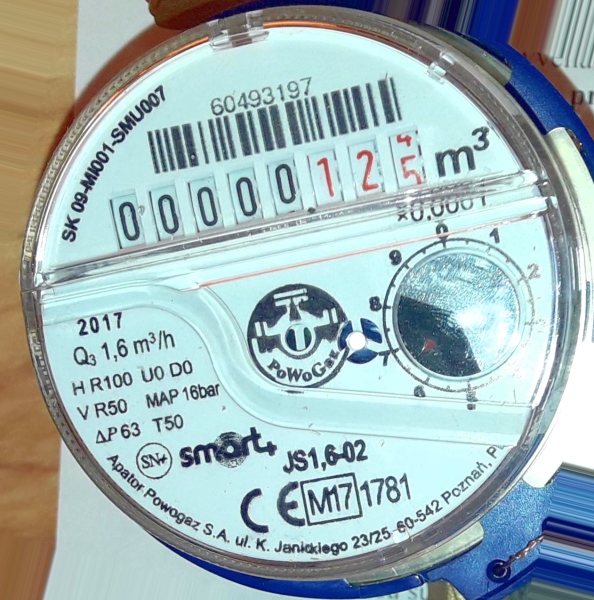 SK 09-MI001-SMU007
60493197
00000,12 m³
×0,0001
0
1
2
6
7
8
9
PoWoGaz
2017
Q₃ 1,6 m³/h
H R100 U0 D0
V R50 MAP 16bar
ΔP 63 T50
SN+ smart+ JS1,6-02
CE M17 1781
Apator Powogaz S.A. ul. K. Janickiego 23/25 60-542 Poznań,